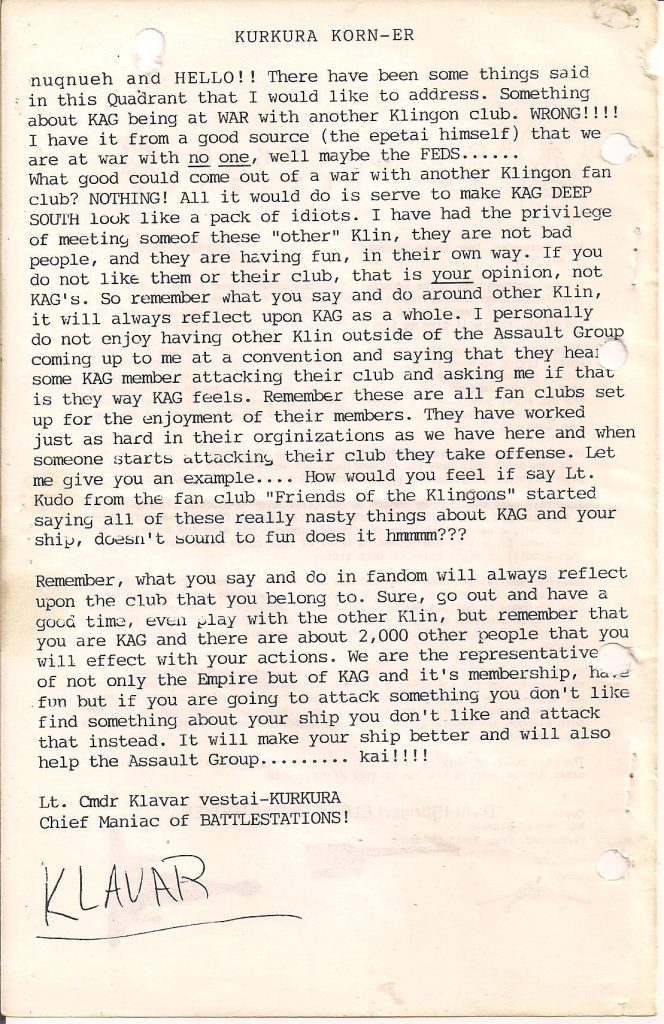 KURKURA KORN-ER
nuqnueh and HELLO!! There have been some things said
in this Quadrant that I would like to address. Something
about KAG being at WAR with another Klingon club. WRONG!!!!
I have it from a good source (the epetai himself) that we
are at war with no one, well maybe the FEDS......
What good could come out of a war with another Klingon fan
club? NOTHING! All it would do is serve to make KAG DEEP
SOUTH look like a pack of idiots. I have had the privilege
of meeting someof these "other" Klin, they are not bad
people, and they are having fun, in their own way. If you
do not like them or their club, that is your opinion, not
KAG's. So remember what you say and do around other Klin,
it will always reflect upon KAG as a whole. I personally
do not enjoy having other Klin outside of the Assault Group
coming up to me at a convention and saying that they hear
some KAG member attacking their club and asking me if that
is they way KAG feels. Remember these are all fan clubs set
up for the enjoyment of their members. They have worked
just as hard in their orginizations as we have here and when
someone starts attacking their club they take offense. Let
me give you an example.... How would you feel if say Lt.
Kudo from the fan club "Friends of the Klingons" started
saying all of these really nasty things about KAG and your
ship, doesn't sound to fun does it hmmmm???
Remember, what you say and do in fandom will always reflect
upon the club that you belong to. Sure, go out and have a
good time, even play with the other Klin, but remember that
you are KAG and there are about 2,000 other people that you
will effect with your actions. We are the representative
of not only the Empire but of KAG and it's membership, have
fun but if you are going to attack something you don't like
find something about your ship you don't like and attack
that instead. It will make your ship better and will also
help the Assault Group......... kai!!!!
Lt. Cmdr Klavar vestai-KURKURA
Chief Maniac of BATTLESTATIONS!
KLAVAR